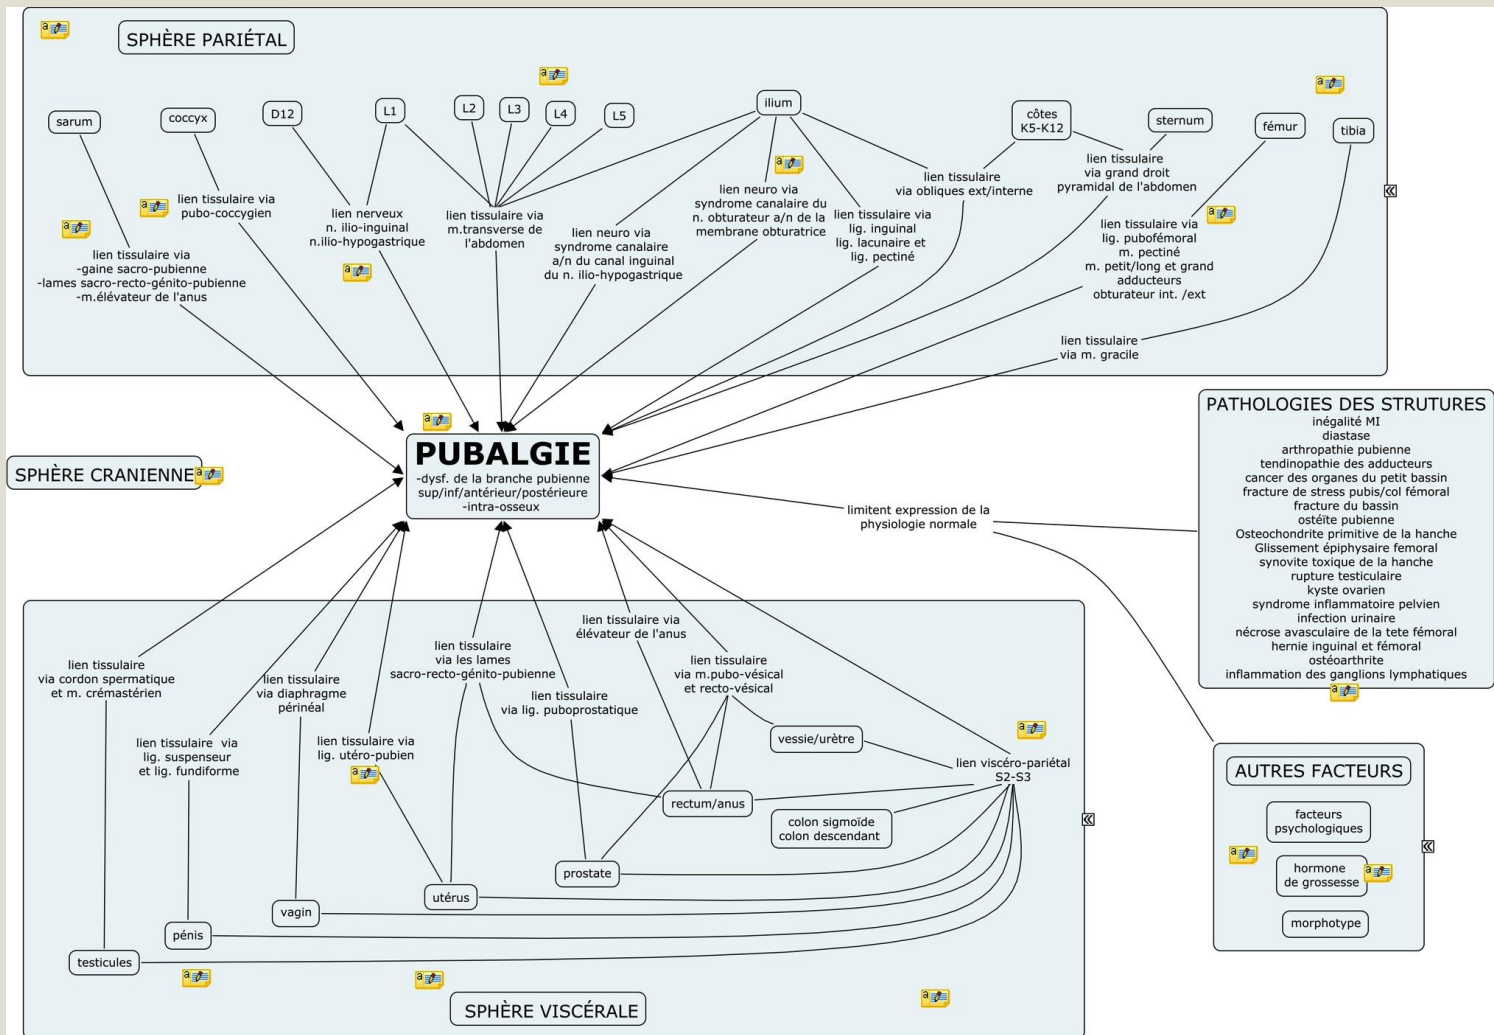 SPHÈRE PARIÉTAL
sarum
coccyx
D12
L1
L2
L3
L4
L5
ilium
côtes
K5-K12
sternum
fémur
tibia
lien tissulaire via
-gaine sacro-pubienne
-lames sacro-recto-génito-pubienne
-m.élévateur de l'anus
lien tissulaire via
pubo-coccygien
lien nerveux
n. ilio-inguinal
n.ilio-hypogastrique
lien tissulaire via
m.transverse de
l'abdomen
lien neuro via
syndrome canalaire
a/n du canal inguinal
du n. ilio-hypogastrique
lien neuro via
syndrome canalaire du
n. obturateur a/n de la
membrane obturatrice
lien tissulaire via
lig. inguinal
lig. lacunaire et
lig. pectiné
lien tissulaire
via obliques ext/interne
lien tissulaire
via grand droit
pyramidal de l'abdomen
lien tissulaire via
lig. pubofémoral
m. pectiné
m. petit/long et grand
adducteurs
obturateur int. /ext
lien tissulaire
via m. gracile
SPHÈRE CRANIENNE
PUBALGIE
-dysf. de la branche pubienne
sup/inf/antérieur/postérieure
-intra-osseux
limitent expression de la
physiologie normale
PATHOLOGIES DES STRUTURES
inégalité MI
diastase
arthropathie pubienne
tendinopathie des adducteurs
cancer des organes du petit bassin
fracture de stress pubis/col fémoral
fracture du bassin
ostéïte pubienne
Osteochondrite primitive de la hanche
Glissement épiphysaire femoral
synovite toxique de la hanche
rupture testiculaire
kyste ovarien
syndrome inflammatoire pelvien
infection urinaire
nécrose avasculaire de la tete fémoral
hernie inguinal et fémoral
ostéoarthrite
inflammation des ganglions lymphatiques
lien tissulaire
via cordon spermatique
et m. crémastérien
lien tissulaire  via
lig. suspenseur
et lig. fundiforme
lien tissulaire
via diaphragme
périnéal
lien tissulaire via
lig. utéro-pubien
lien tissulaire
via les lames
sacro-recto-génito-pubienne
lien tissulaire
via lig. puboprostatique
lien tissulaire via
élévateur de l'anus
lien tissulaire
via m.pubo-vésical
et recto-vésical
vessie/urètre
lien viscéro-pariétal
S2-S3
rectum/anus
colon sigmoïde
colon descendant
prostate
utérus
vagin
pénis
testicules
SPHÈRE VISCÉRALE
AUTRES FACTEURS
facteurs
psychologiques
hormone
de grossesse
morphotype